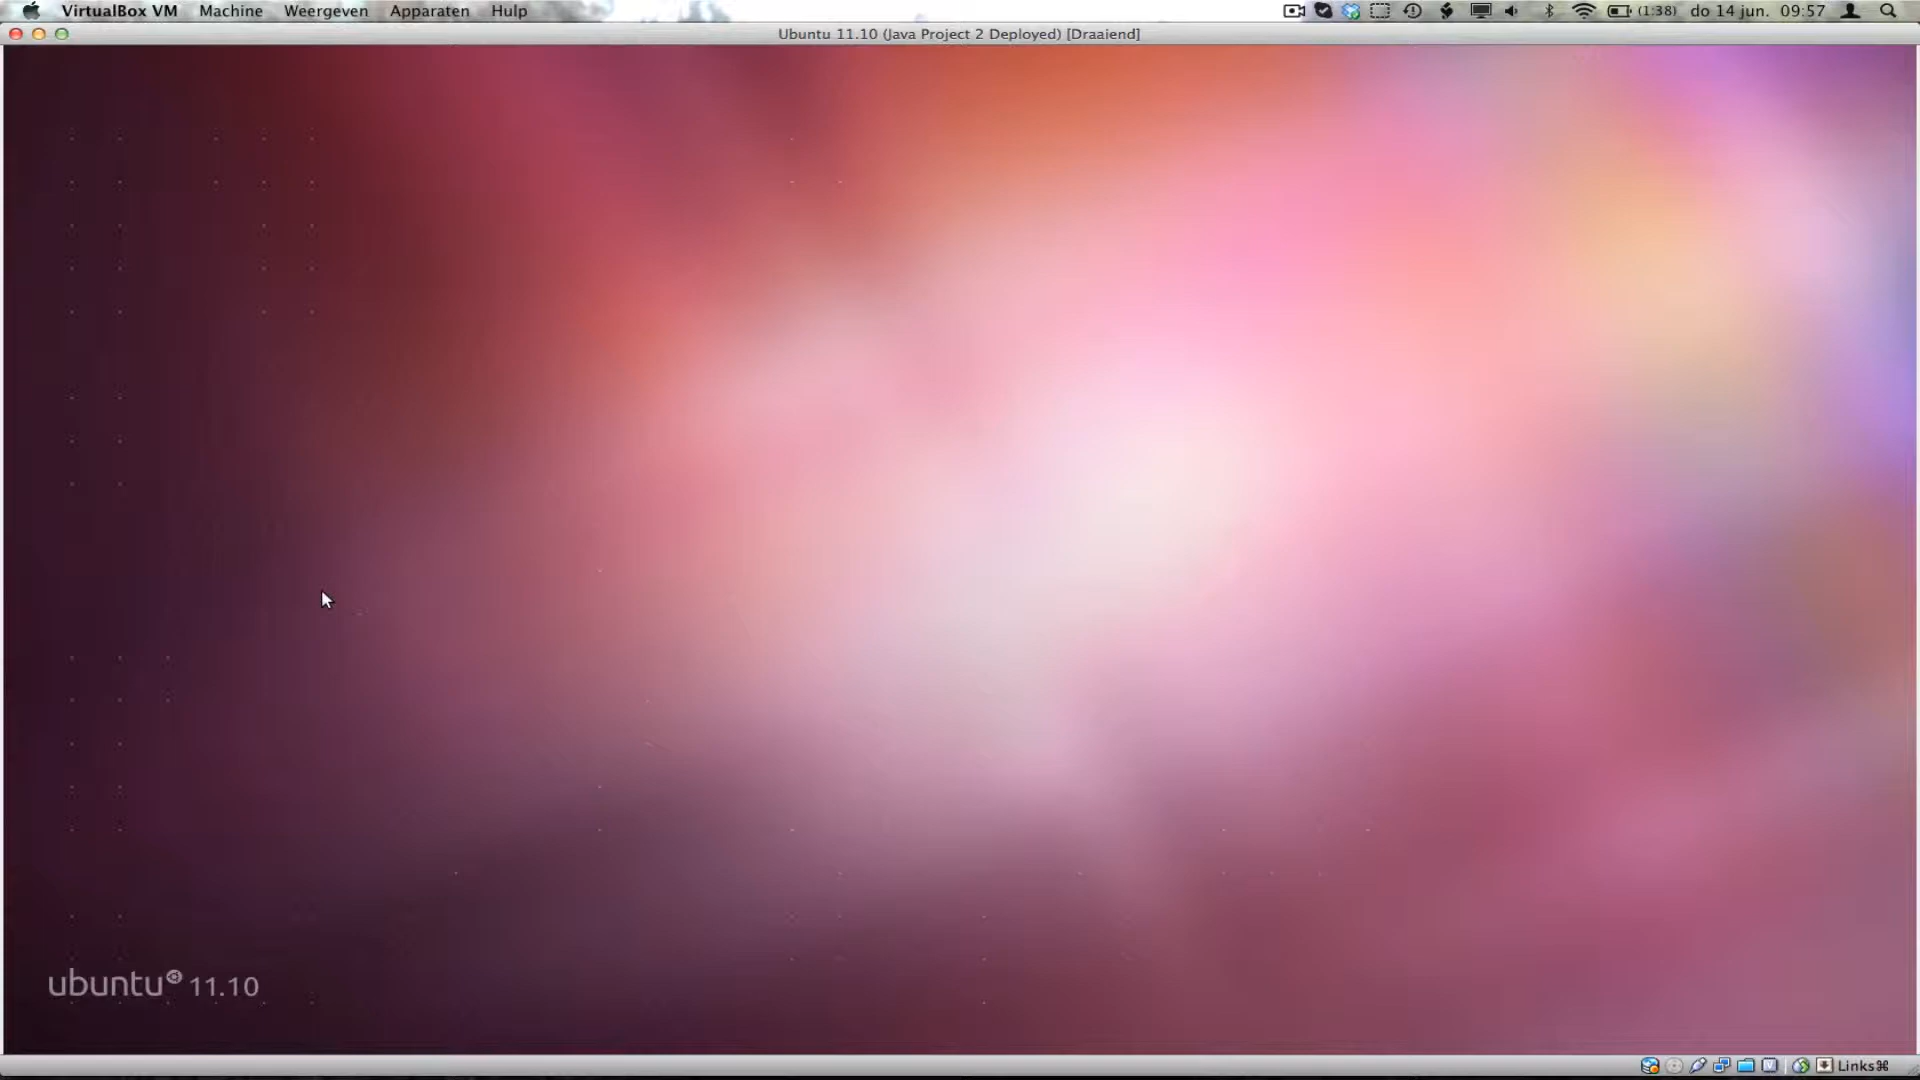 VirtualBox VM Machine Weergeven Apparaten Hulp (1:38) do 14 jun. 09:57
Ubuntu 11.10 (Java Project 2 Deployed) [Draaiend]
ubuntu 11.10
Links⌘